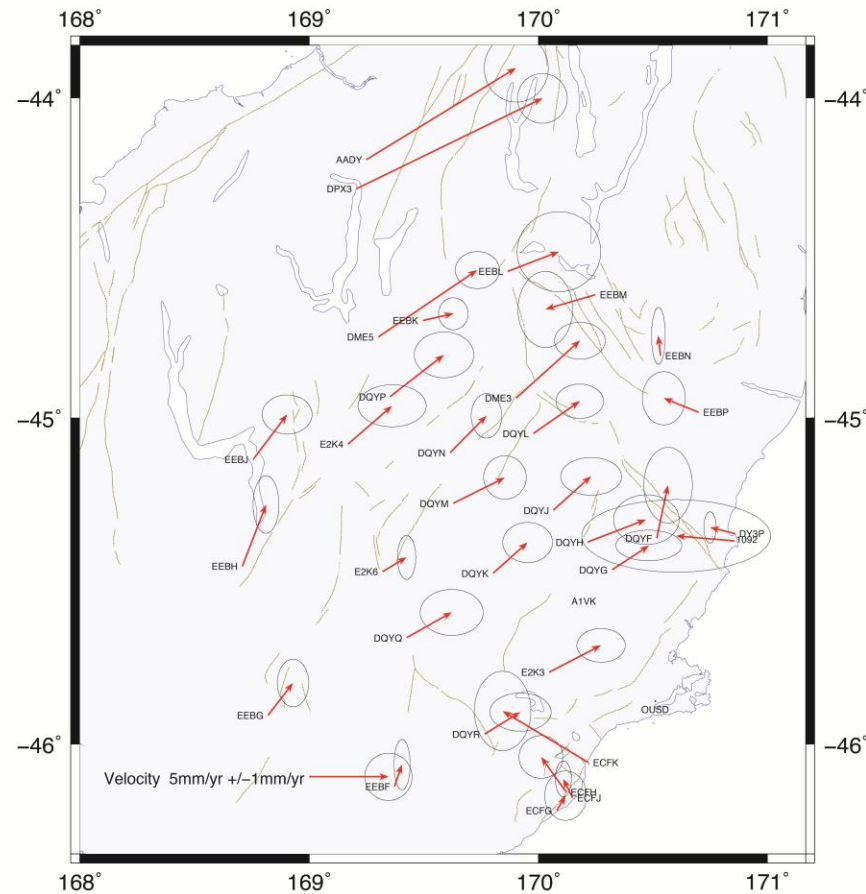 168° 169° 170° 171°
−44° −44°
AADY
DPX3
EEBL
EEBM
EEBK
DME5
EEBN
DQYP DME3
EEBP
−45° −45°
E2K4 DQYL
EEBJ DQYN
DQYM
DQYJ
DQYH DQYF DY3P
1092
EEBH E2K6 DQYK DQYG
A1VK
DQYQ
E2K3
EEBG OUSD
DQYR
−46° −46°
ECFK
Velocity 5mm/yr +/−1mm/yr
EEBF ECFH
ECFJ
ECFG
168° 169° 170° 171°